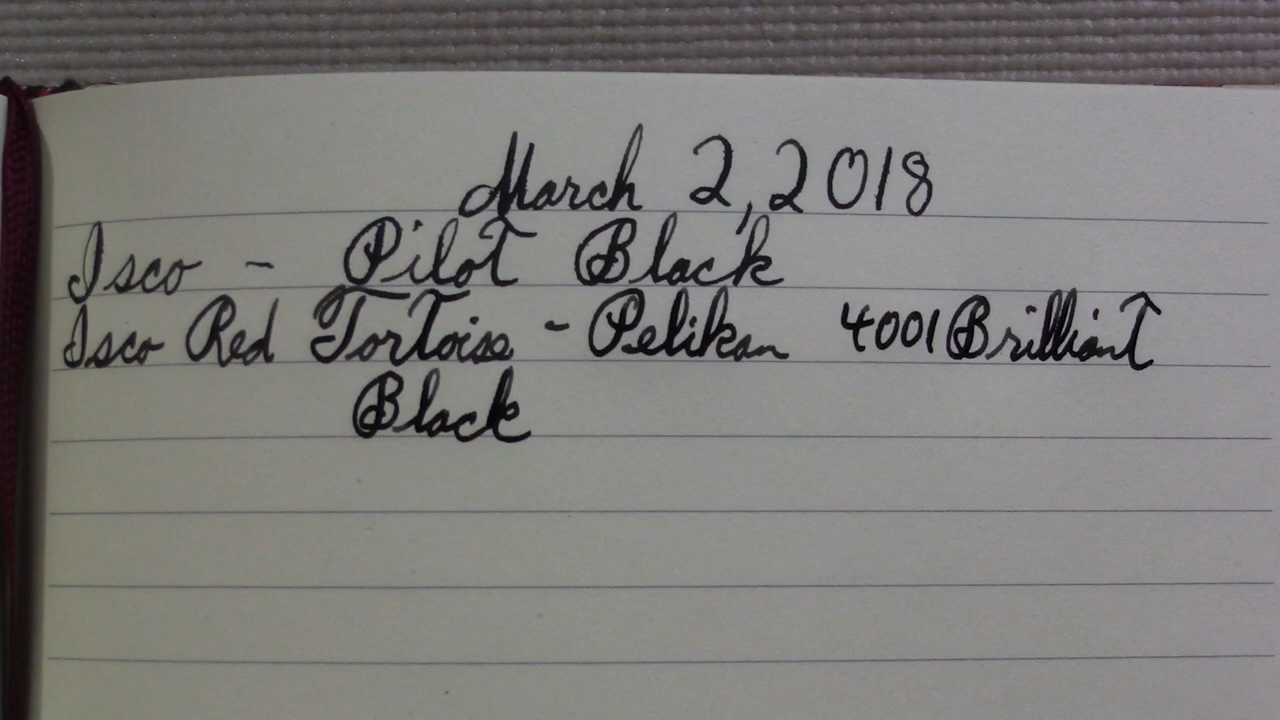 March 2, 2018
Isco - Pilot Black
Isco Red Tortoise - Pelikan 4001 Brilliant
Black